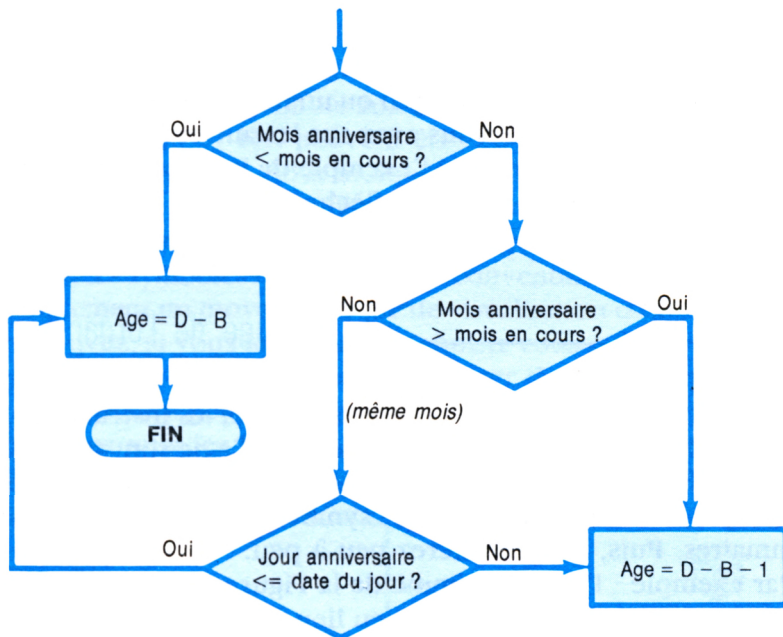 Oui
Mois anniversaire
< mois en cours ?
Non
Age = D – B
Non
Mois anniversaire
> mois en cours ?
Oui
FIN
(même mois)
Oui
Jour anniversaire
<= date du jour ?
Non
Age = D – B – 1